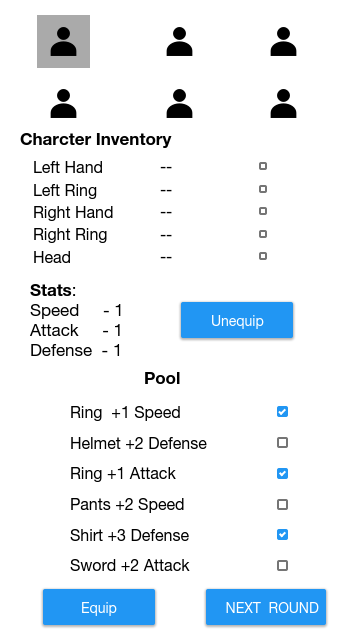 Charcter Inventory
Left Hand --
Left Ring --
Right Hand --
Right Ring --
Head --
Stats:
Speed - 1
Attack - 1
Defense - 1
Unequip
Pool
Ring +1 Speed
Helmet +2 Defense
Ring +1 Attack
Pants +2 Speed
Shirt +3 Defense
Sword +2 Attack
Equip NEXT ROUND